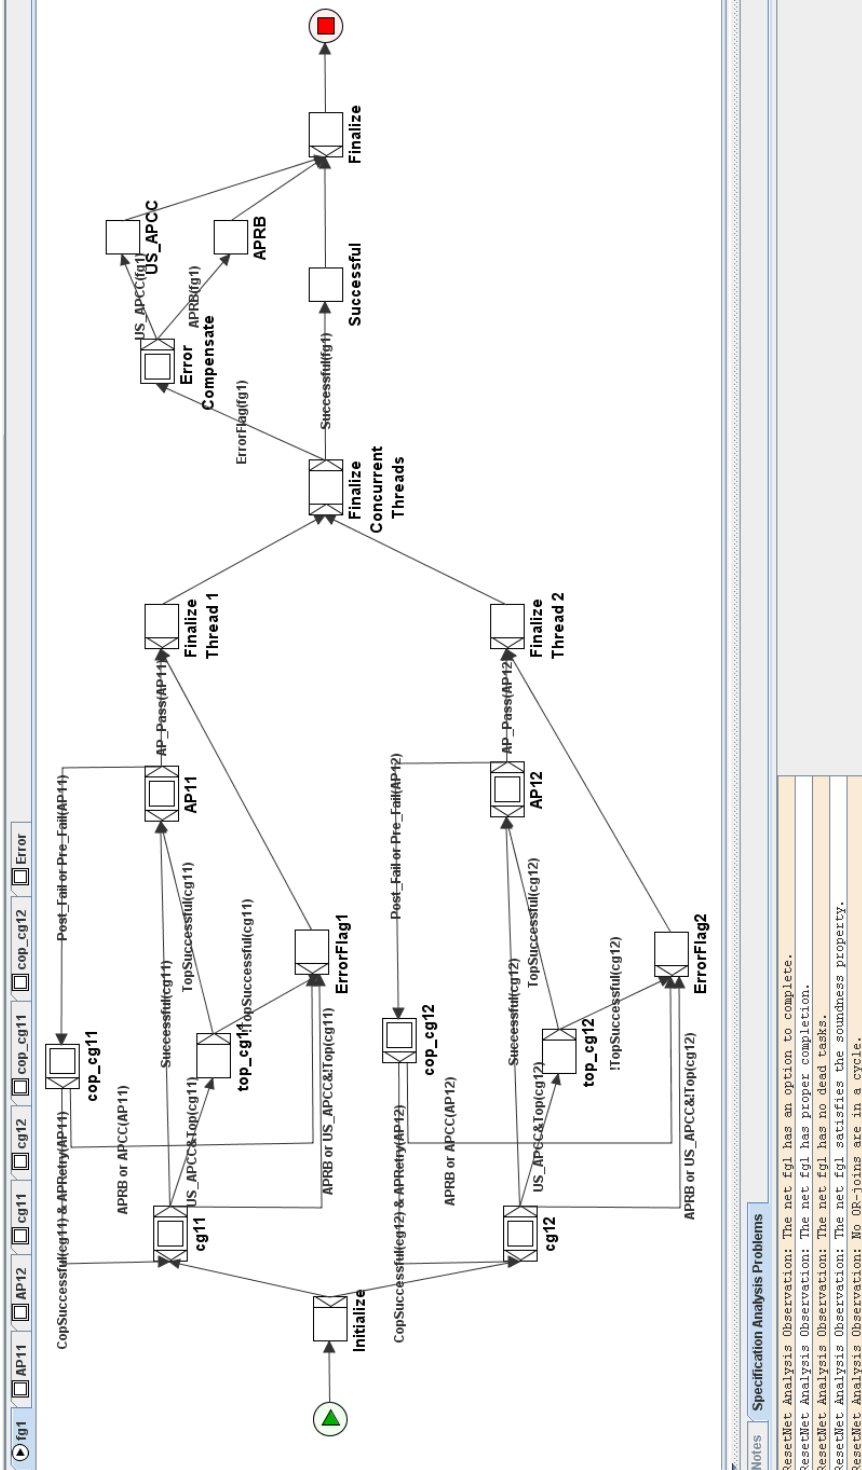 fg1
AP11
AP12
cg11
cg12
cop_cg11
cop_cg12
Error
CopSuccessful(cg11) & APRetry(AP11)
cop_cg11
Post_Fail or Pre_Fail(AP11)
APRB or APCC(AP11)
cg11
Successful(cg11)
US_APCC&Top(cg11)
top_cg11
TopSuccessful(cg11)
!TopSuccessful(cg11)
APRB or US_APCC&!Top(cg11)
ErrorFlag1
AP11
AP_Pass(AP11)
Finalize
Thread 1
Initialize
CopSuccessful(cg12) & APRetry(AP12)
cop_cg12
Post_Fail or Pre_Fail(AP12)
APRB or APCC(AP12)
cg12
Successful(cg12)
US_APCC&Top(cg12)
top_cg12
TopSuccessful(cg12)
!TopSuccessful(cg12)
APRB or US_APCC&!Top(cg12)
ErrorFlag2
AP12
AP_Pass(AP12)
Finalize
Thread 2
Finalize
Concurrent
Threads
ErrorFlag(fg1)
Successful(fg1)
Error
Compensate
US_APCC(fg1)
APRB(fg1)
US_APCC
APRB
Successful
Finalize
Notes
Specification Analysis Problems
ResetNet Analysis Observation: The net fg1 has an option to complete.
ResetNet Analysis Observation: The net fg1 has proper completion.
ResetNet Analysis Observation: The net fg1 has no dead tasks.
ResetNet Analysis Observation: The net fg1 satisfies the soundness property.
ResetNet Analysis Observation: No OR-joins are in a cycle.